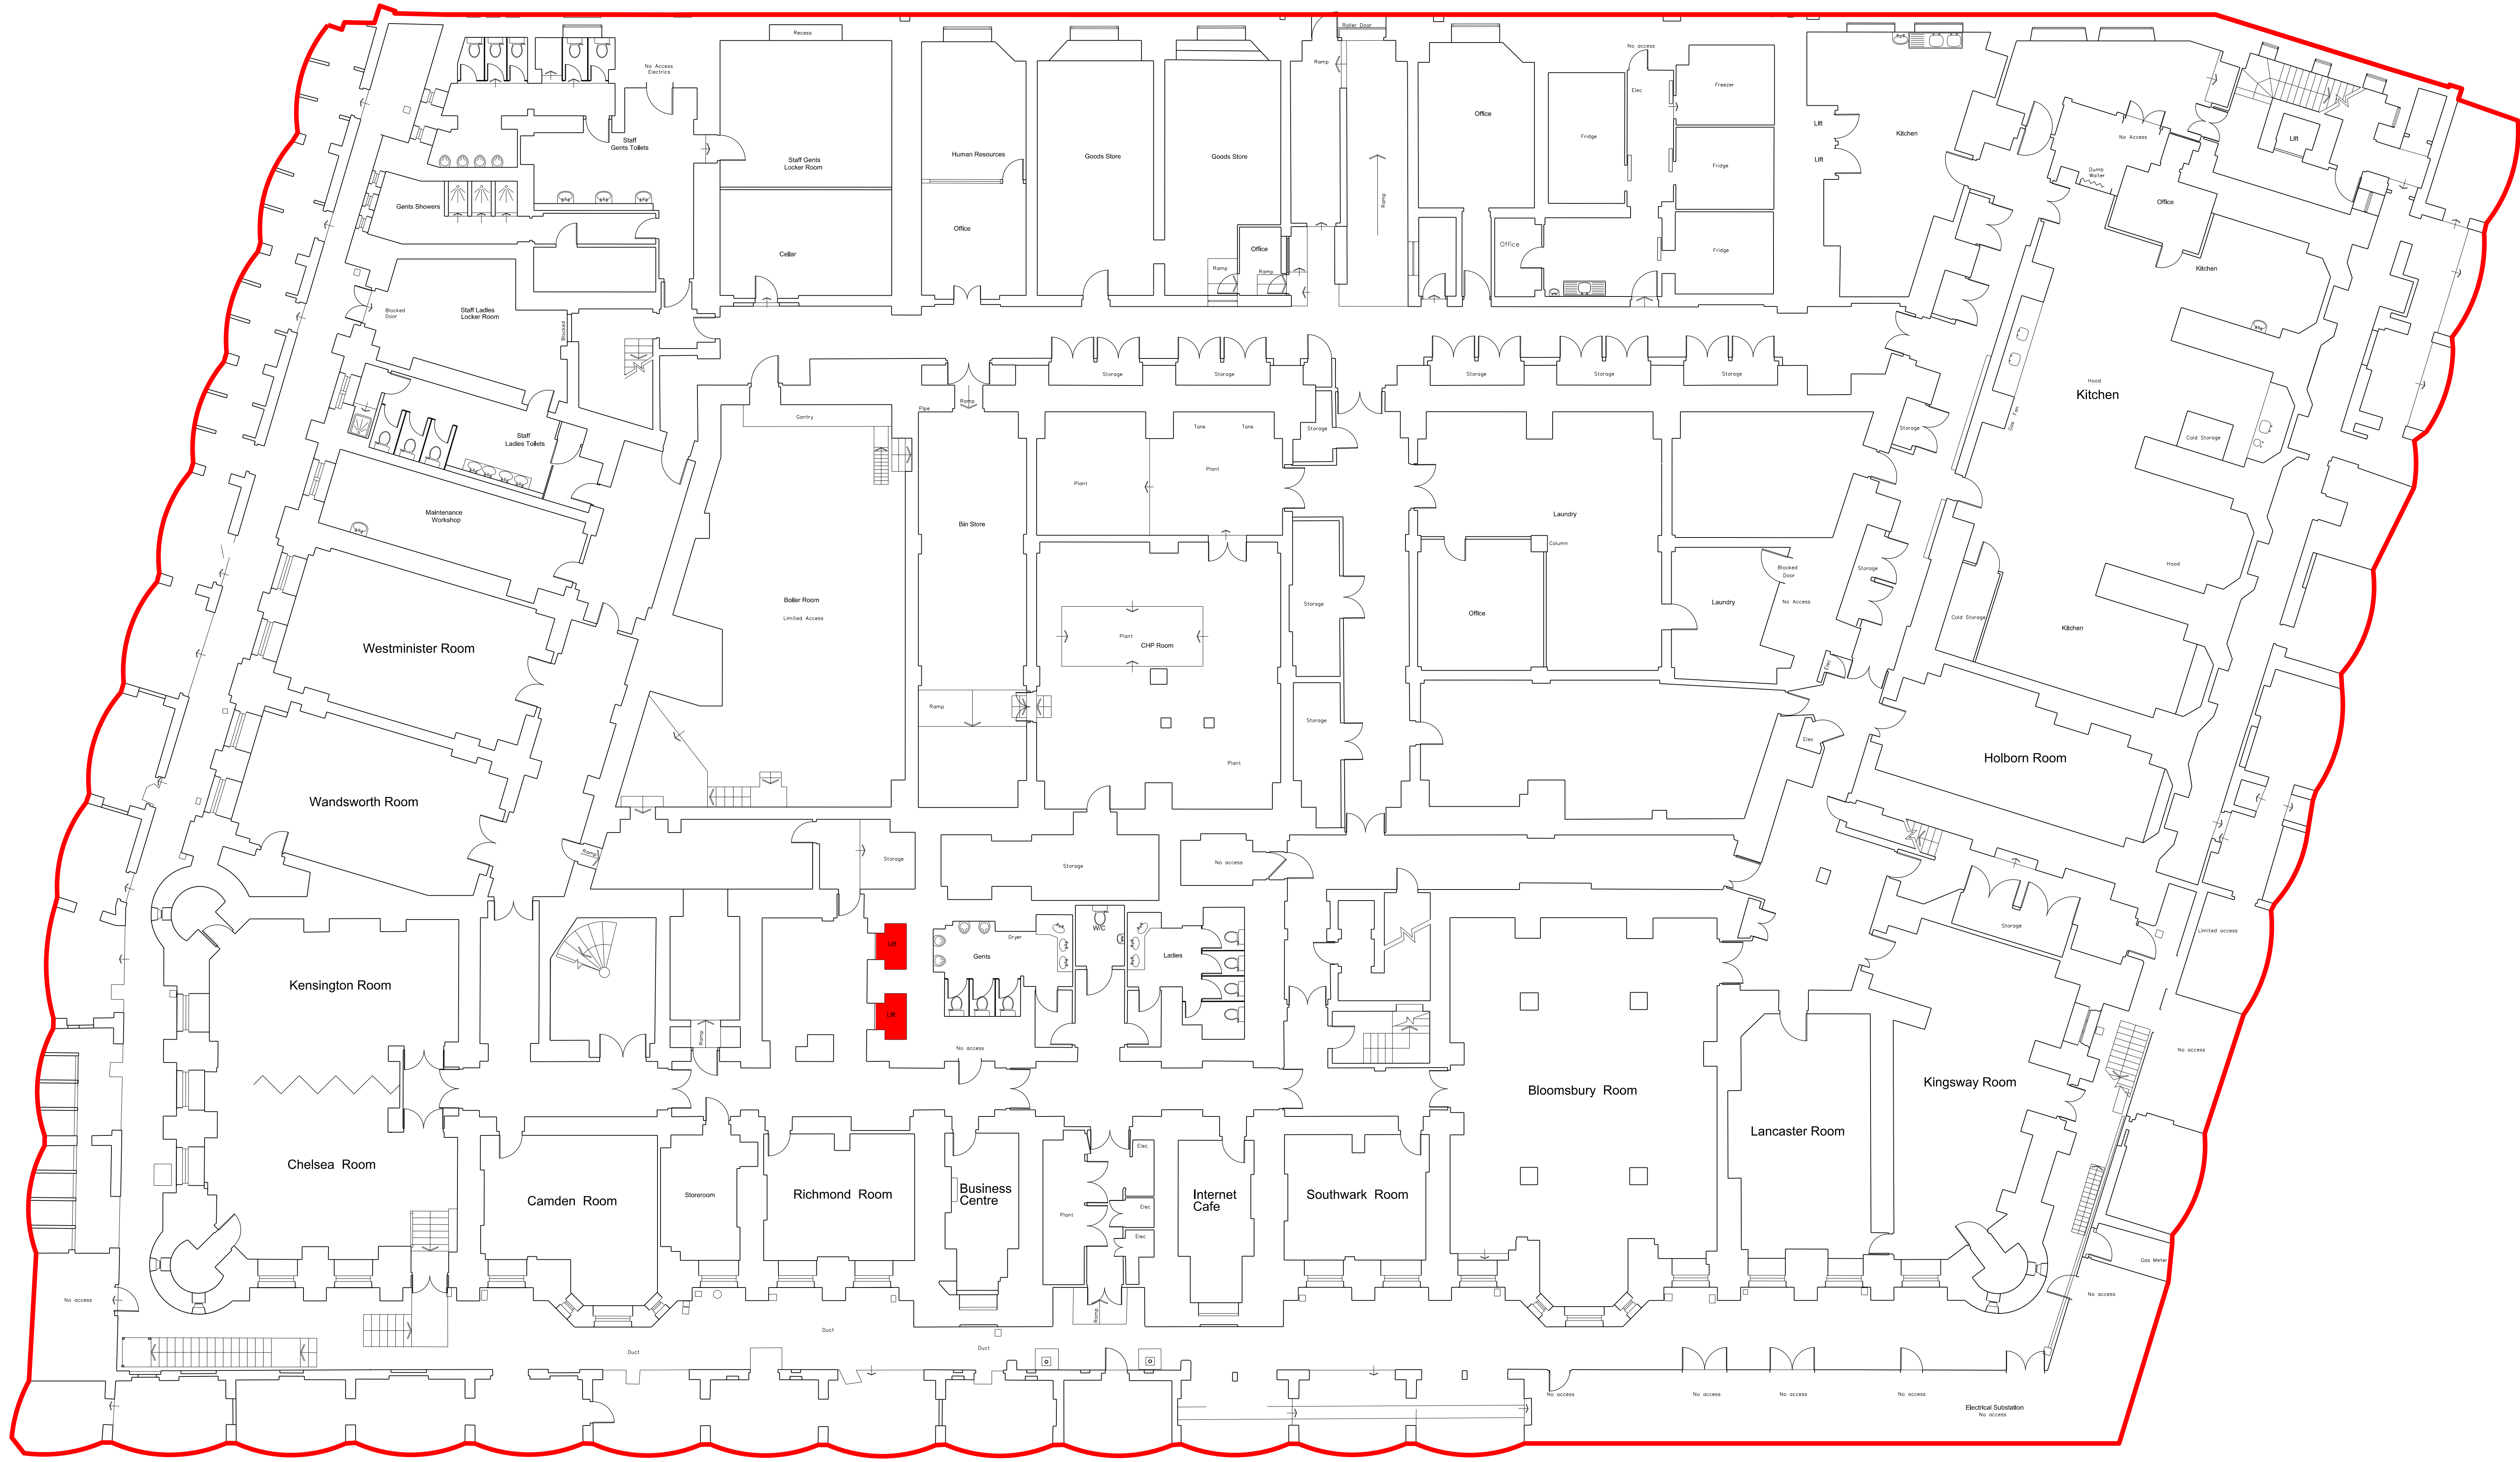 Roller Door
Recess
No Access
Electrics
No access
Ramp
Elec
Freezer
Office
Lift
Kitchen
No Access
Lift
Staff
Gents Toilets
Staff Gents
Locker Room
Human Resources
Goods Store
Goods Store
Fridge
Fridge
Lift
Dumb
Waiter
Gents Showers
Ramp
Office
Office
Cellar
Office
Office
Fridge
Kitchen
Ramp
Ramp
Blocked
Door
Staff Ladies
Locker Room
Blocked
Storage
Storage
Storage
Storage
Storage
Hood
Kitchen
Gas Fan
Ramp
Pipe
Gantry
Tank
Tank
Storage
Storage
Cold Storage
Staff
Ladies Toilets
Plant
Plant
Maintenance
Workshop
Bin Store
Laundry
Column
Blocked
Door
Storage
Hood
Boiler Room
Limited Access
Storage
Office
Laundry
No Access
Cold Storage
Kitchen
Plant
CHP Room
Westminister Room
Elec
Ramp
Storage
Elec
Plant
Holborn Room
Wandsworth Room
Ramp
Storage
Storage
No access
Storage
Limited access
Lift
Dryer
W/C
Gents
Ladies
Kensington Room
Lift
Ramp
No access
No access
Bloomsbury Room
Kingsway Room
Lancaster Room
Elec
Chelsea Room
Camden Room
Storeroom
Richmond Room
Business
Centre
Internet
Cafe
Southwark Room
Elec
Plant
Elec
Gas Meter
No access
No access
Ramp
Duct
Duct
Duct
No access
No access
No access
No access
Electrical Substation
No access